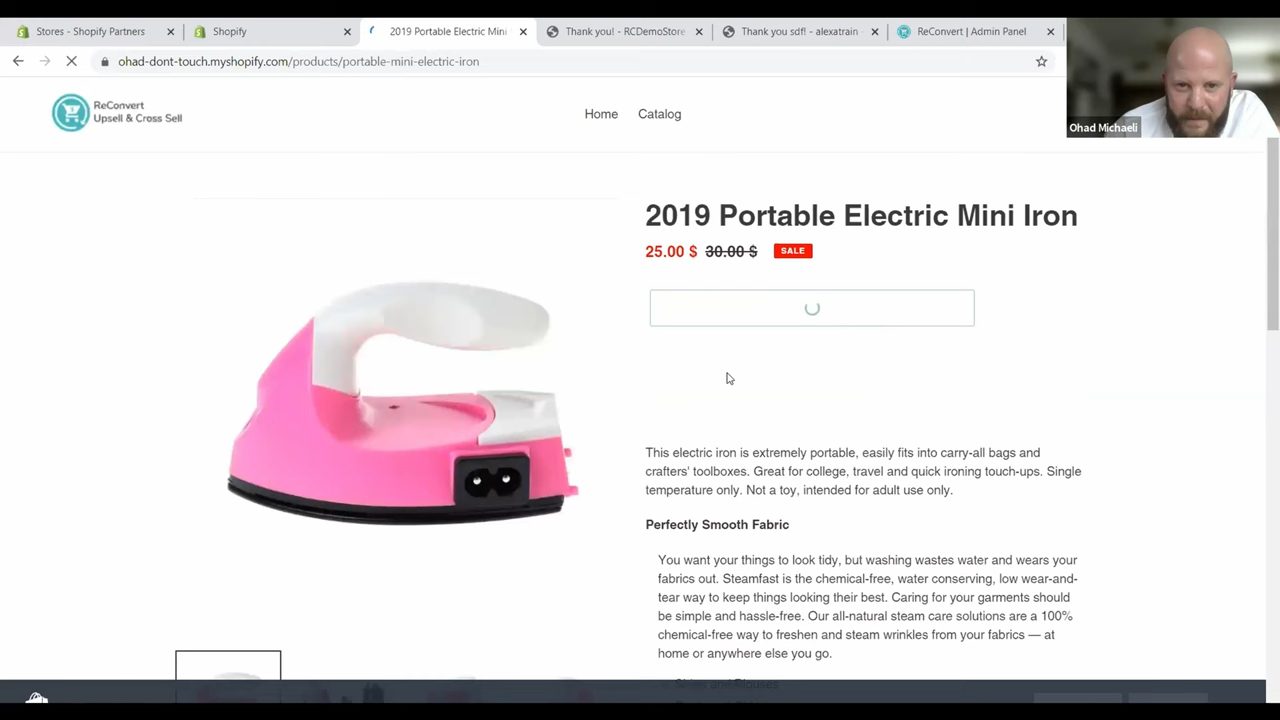 Stores - Shopify Partners
Shopify
2019 Portable Electric Mini
Thank you! - RCDemoStore
Thank you sdf! - alexatrain
ReConvert | Admin Panel
ohad-dont-touch.myshopify.com/products/portable-mini-electric-iron
ReConvert
Upsell & Cross Sell
Home
Catalog
Ohad Michaeli
2019 Portable Electric Mini Iron
25.00 $ 30.00 $ SALE
This electric iron is extremely portable, easily fits into carry-all bags and
crafters' toolboxes. Great for college, travel and quick ironing touch-ups. Single
temperature only. Not a toy, intended for adult use only.
Perfectly Smooth Fabric
You want your things to look tidy, but washing wastes water and wears your
fabrics out. Steamfast is the chemical-free, water conserving, low wear-and-
tear way to keep things looking their best. Caring for your garments should
be simple and hassle-free. Our all-natural steam care solutions are a 100%
chemical-free way to freshen and steam wrinkles from your fabrics — at
home or anywhere else you go.